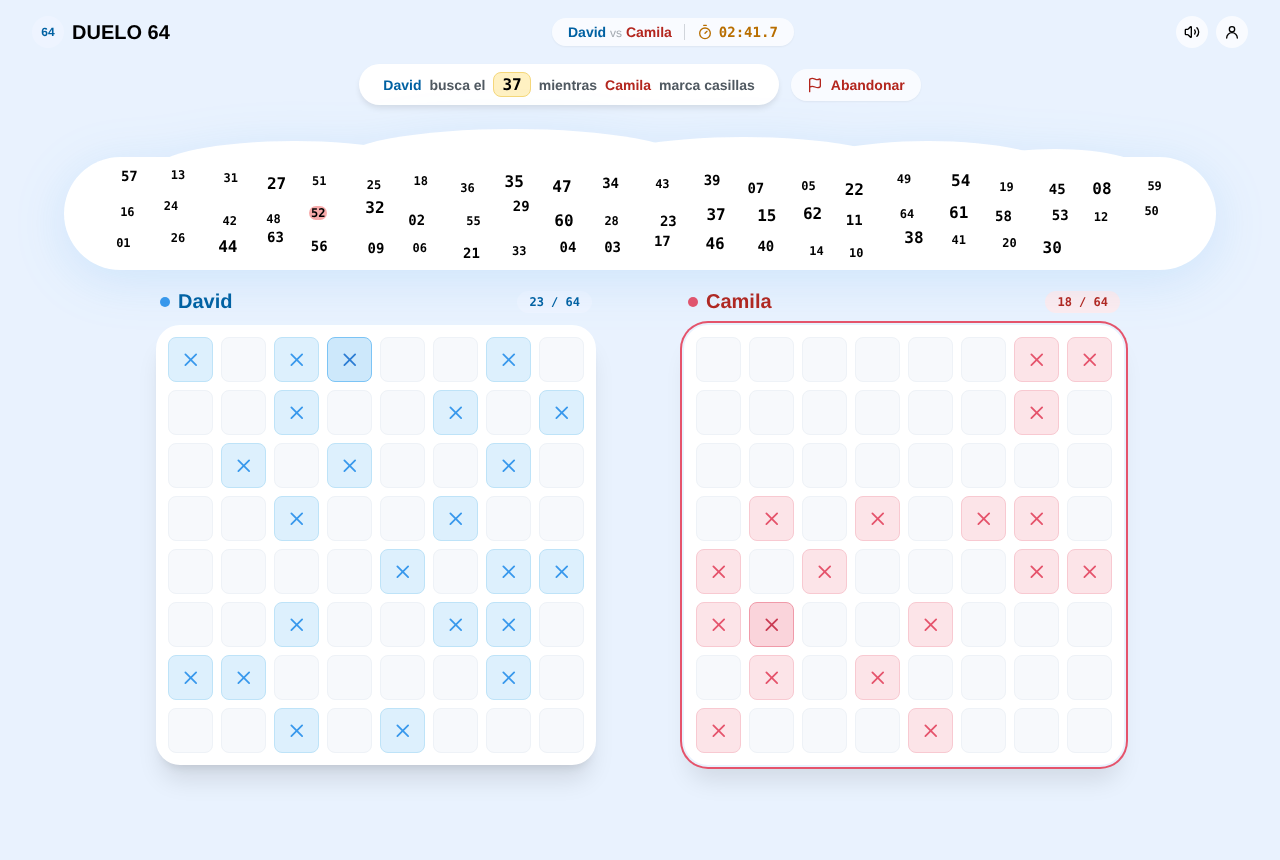 64 DUELO 64
David vs Camila 02:41.7
David busca el 37 mientras Camila marca casillas Abandonar
57 13 31 27 51 25 18 36 35 47 34 43 39 07 05 22 49 54 19 45 08 59
16 24 42 48 52 32 02 55 29 60 28 23 37 15 62 11 64 61 58 53 12 50
01 26 44 63 56 09 06 21 33 04 03 17 46 40 14 10 38 41 20 30
David 23 / 64
Camila 18 / 64